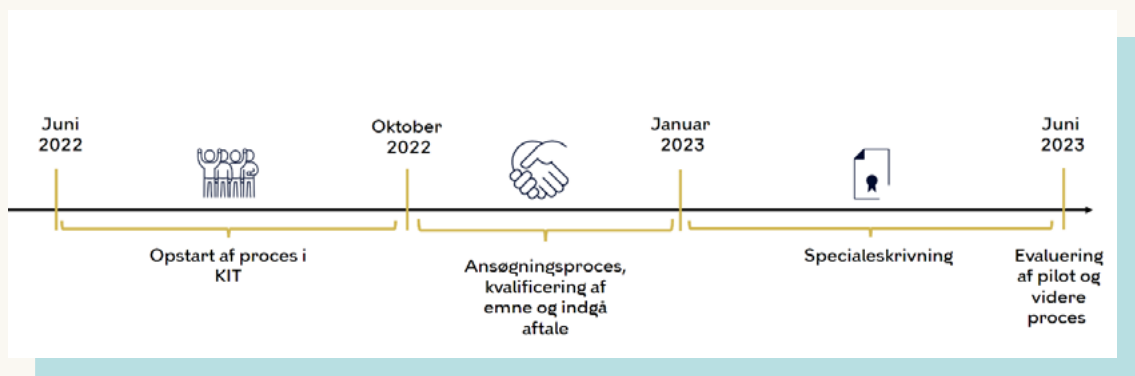 Juni
2022
Oktober
2022
Januar
2023
Juni
2023
Opstart af proces i
KIT
Ansøgningsproces,
kvalificering af
emne og indgå
aftale
Specialeskrivning
Evaluering
af pilot og
videre
proces